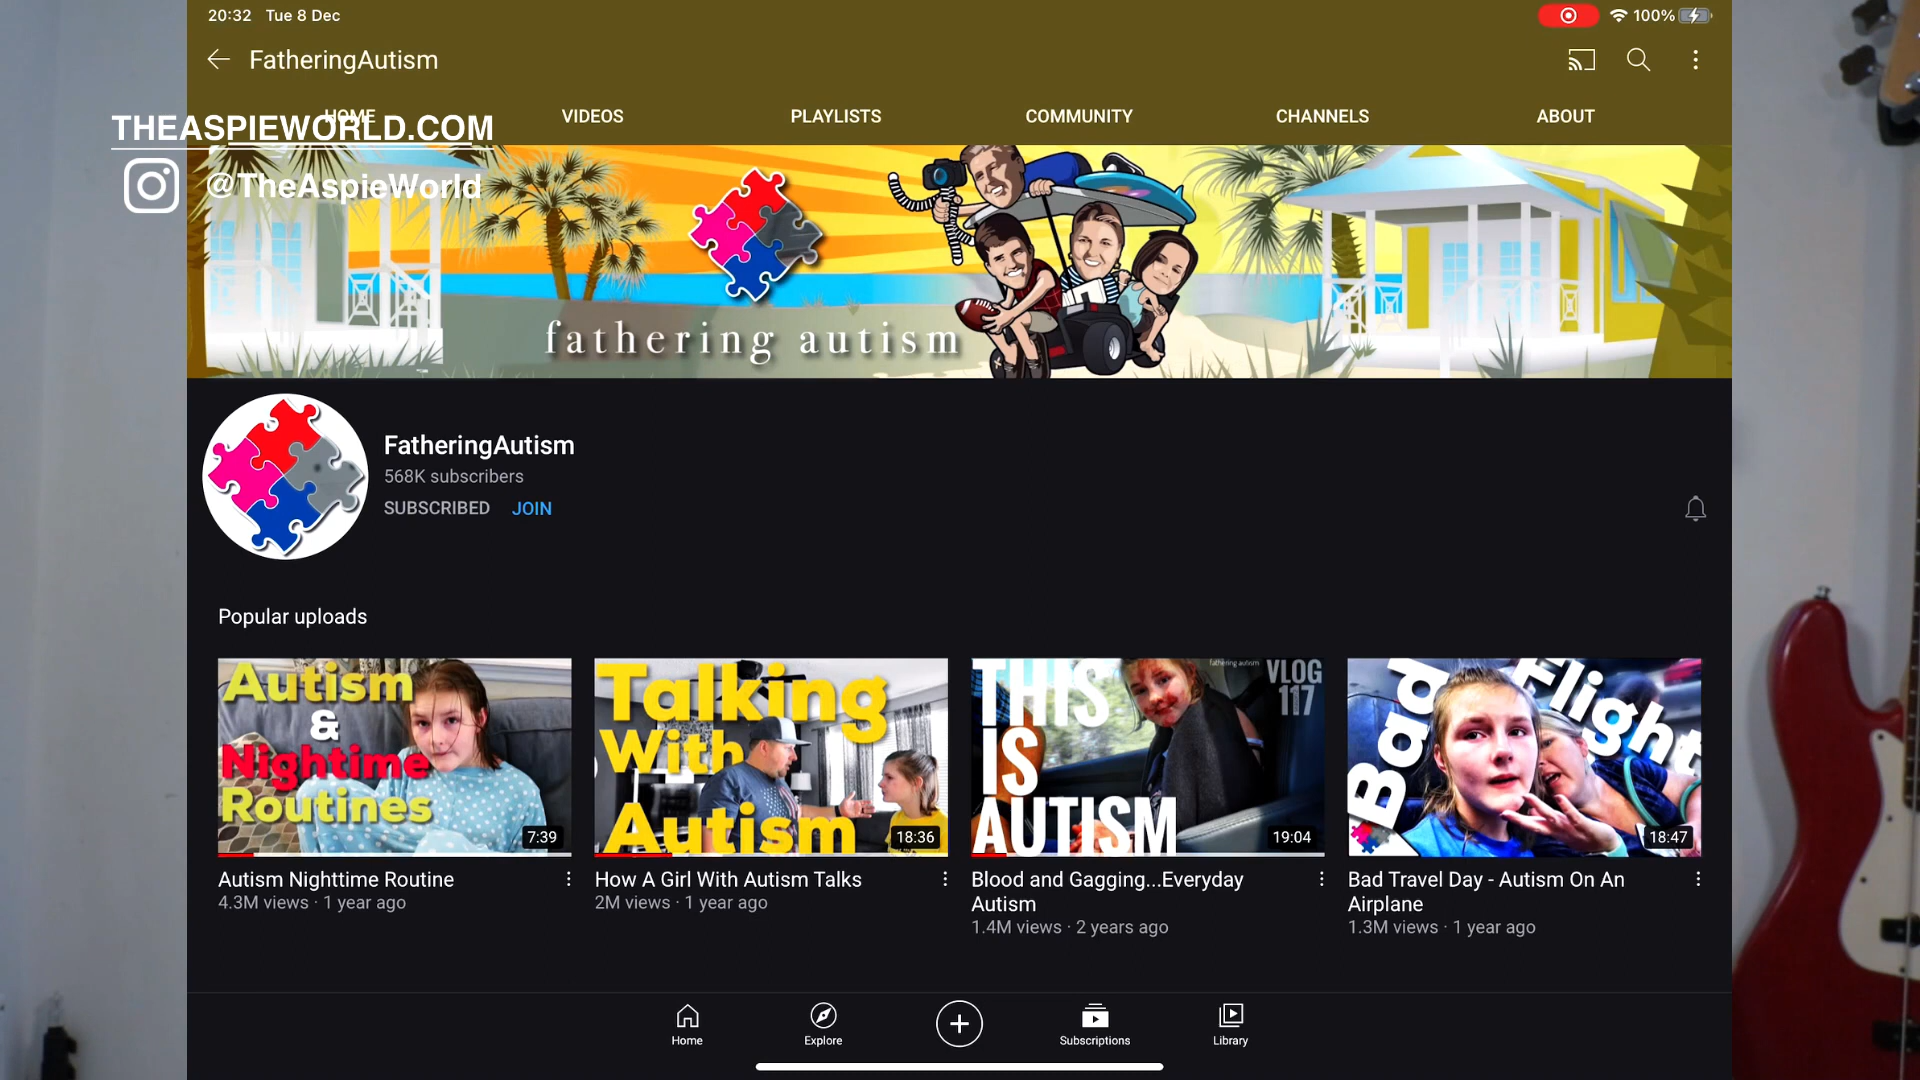 20:32 Tue 8 Dec
100%
FatheringAutism
HOME VIDEOS PLAYLISTS COMMUNITY CHANNELS ABOUT
THEASPIEWORLD.COM
@TheAspieWorld
fathering autism
FatheringAutism
568K subscribers
SUBSCRIBED JOIN
Popular uploads
Autism
&
Nightime
Routines
7:39
Talking
With
Autism
18:36
fathering autism
VLOG
117
THIS
IS
AUTISM
19:04
Bad Flight
18:47
Autism Nighttime Routine
4.3M views · 1 year ago
How A Girl With Autism Talks
2M views · 1 year ago
Blood and Gagging...Everyday
Autism
1.4M views · 2 years ago
Bad Travel Day - Autism On An
Airplane
1.3M views · 1 year ago
Home Explore Subscriptions Library